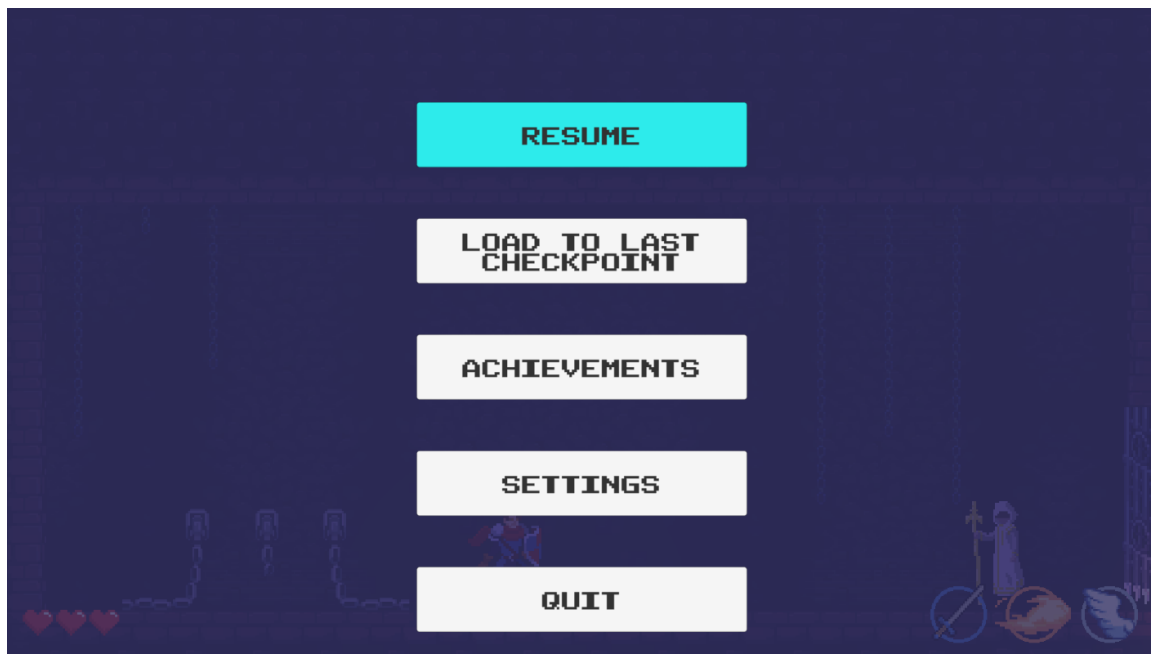 RESUME
LOAD TO LAST
CHECKPOINT
ACHIEVEMENTS
SETTINGS
QUIT